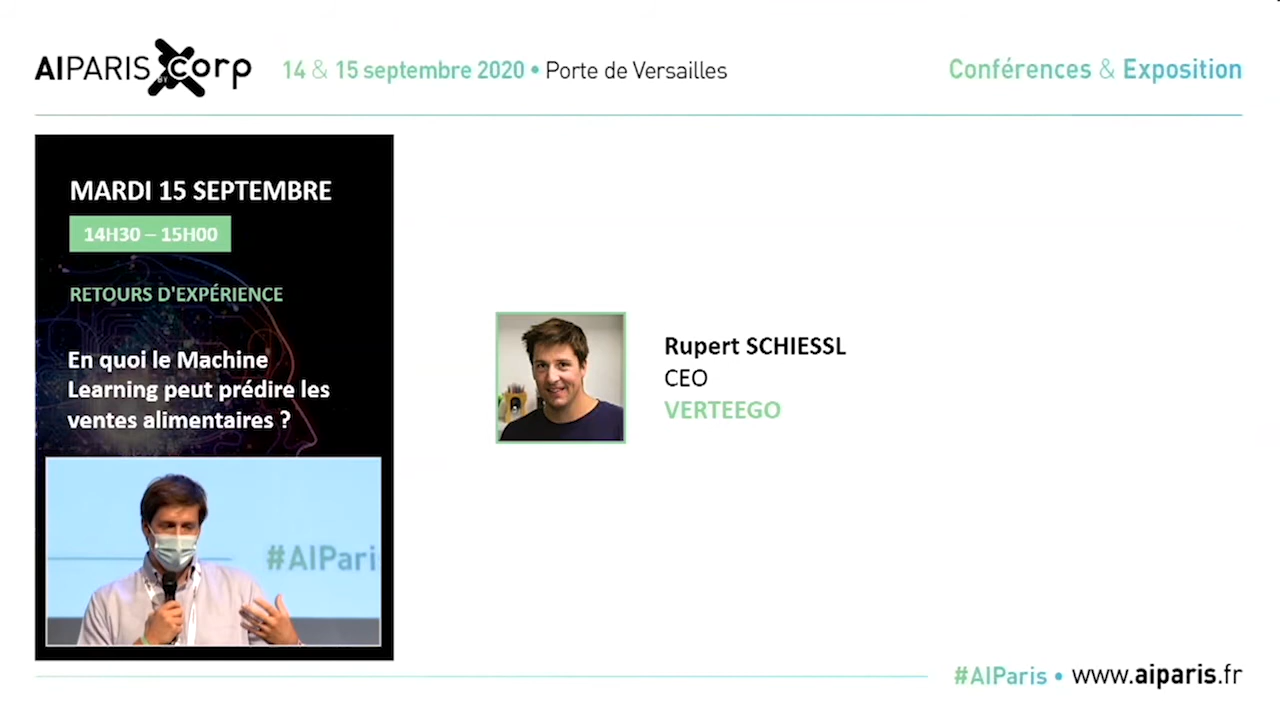 AIPARIS BY Corp
14 & 15 septembre 2020 • Porte de Versailles
Conférences & Exposition
MARDI 15 SEPTEMBRE
14H30 – 15H00
RETOURS D'EXPÉRIENCE
En quoi le Machine
Learning peut prédire les
ventes alimentaires ?
#AIPari
Rupert SCHIESSL
CEO
VERTEEGO
#AIParis • www.aiparis.fr